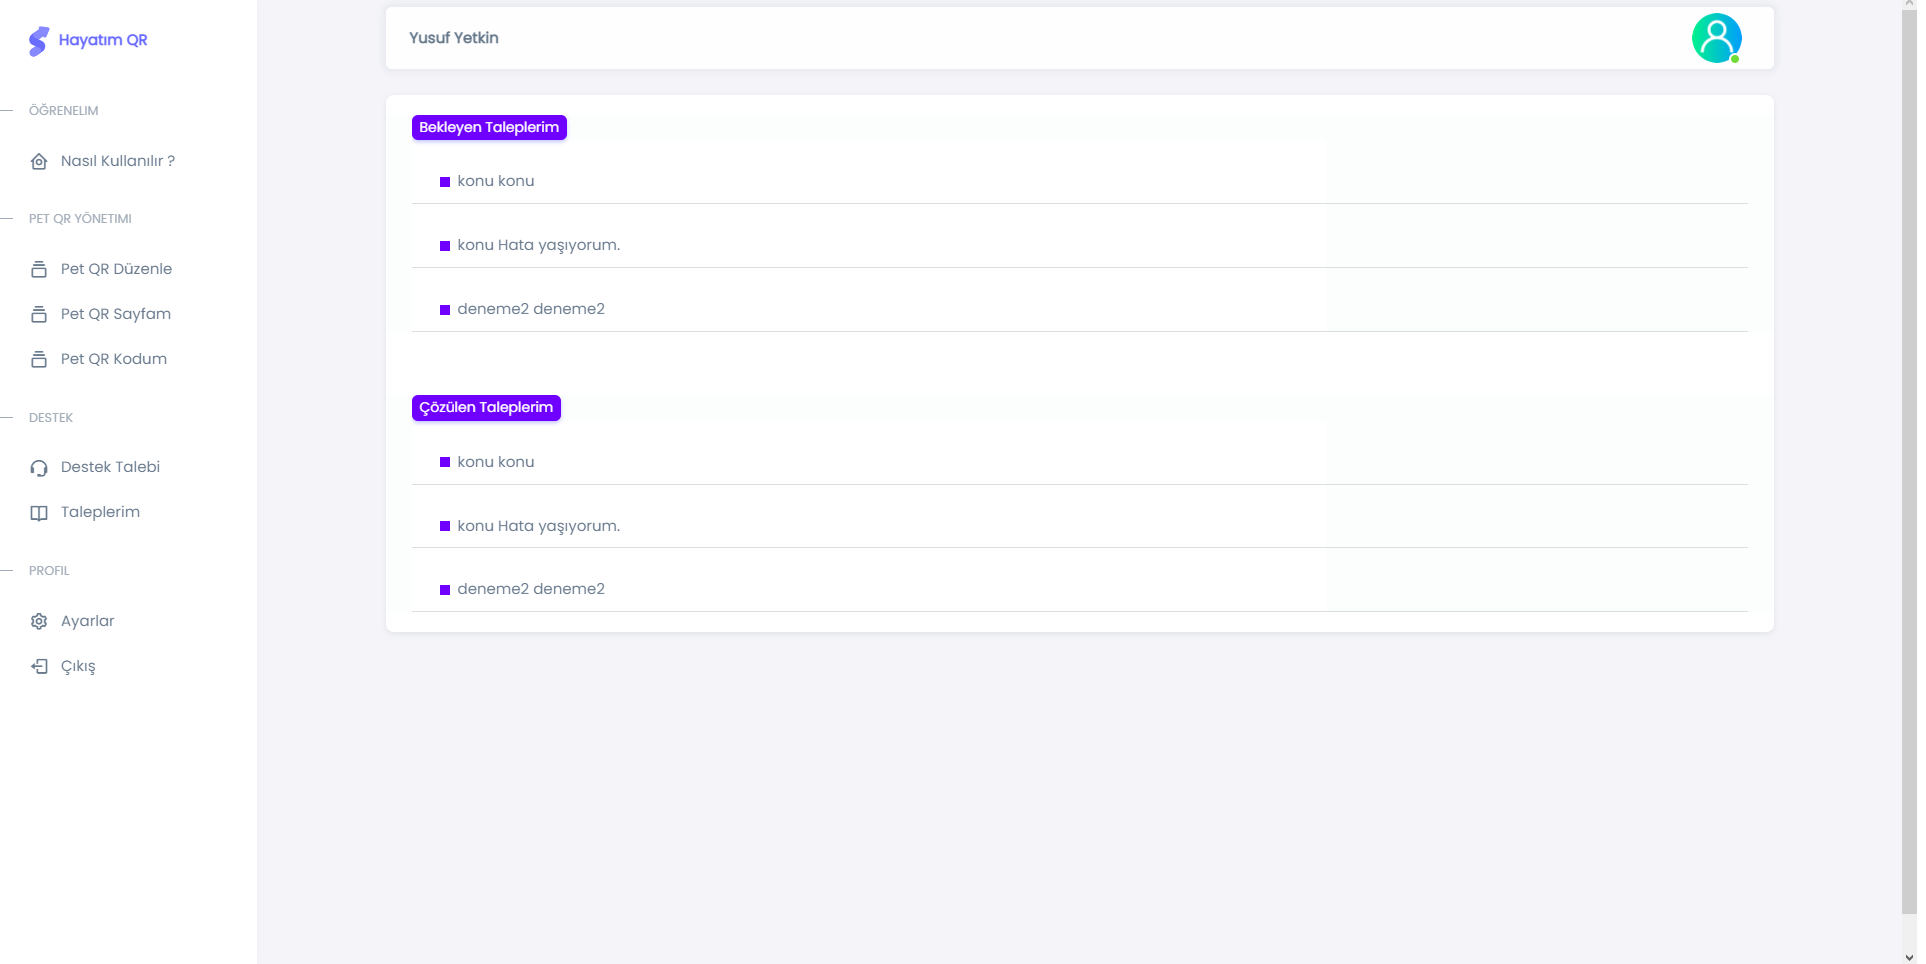 Hayatım QR
ÖĞRENELIM
Nasıl Kullanılır ?
PET QR YÖNETIMI
Pet QR Düzenle
Pet QR Sayfam
Pet QR Kodum
DESTEK
Destek Talebi
Taleplerim
PROFIL
Ayarlar
Çıkış
Yusuf Yetkin
Bekleyen Taleplerim
konu konu
konu Hata yaşıyorum.
deneme2 deneme2
Çözülen Taleplerim
konu konu
konu Hata yaşıyorum.
deneme2 deneme2